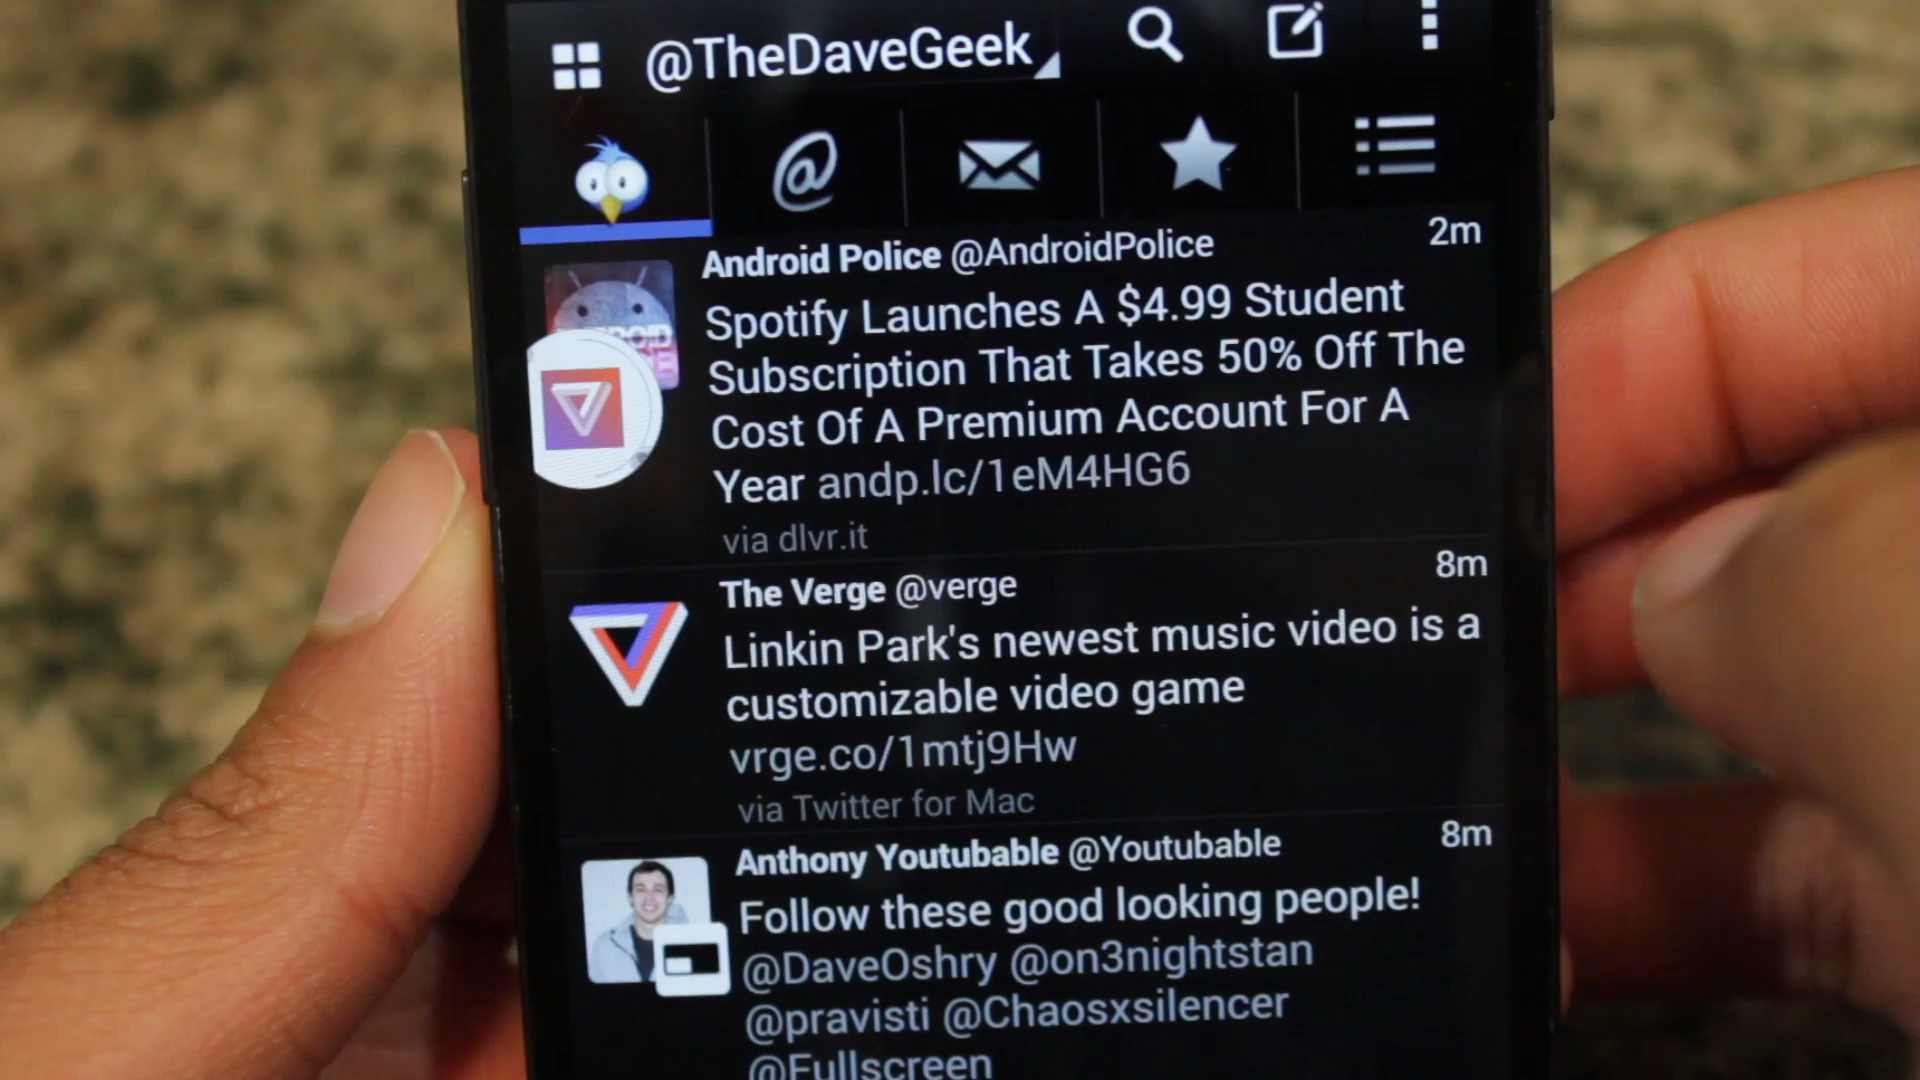 @TheDaveGeek
Android Police @AndroidPolice 2m
Spotify Launches A $4.99 Student
Subscription That Takes 50% Off The
Cost Of A Premium Account For A
Year andp.lc/1eM4HG6
via dlvr.it
The Verge @verge 8m
Linkin Park's newest music video is a
customizable video game
vrge.co/1mtj9Hw
via Twitter for Mac
Anthony Youtubable @Youtubable 8m
Follow these good looking people!
@DaveOshry @on3nightstan
@pravisti @Chaosxsilencer
@Fullscreen